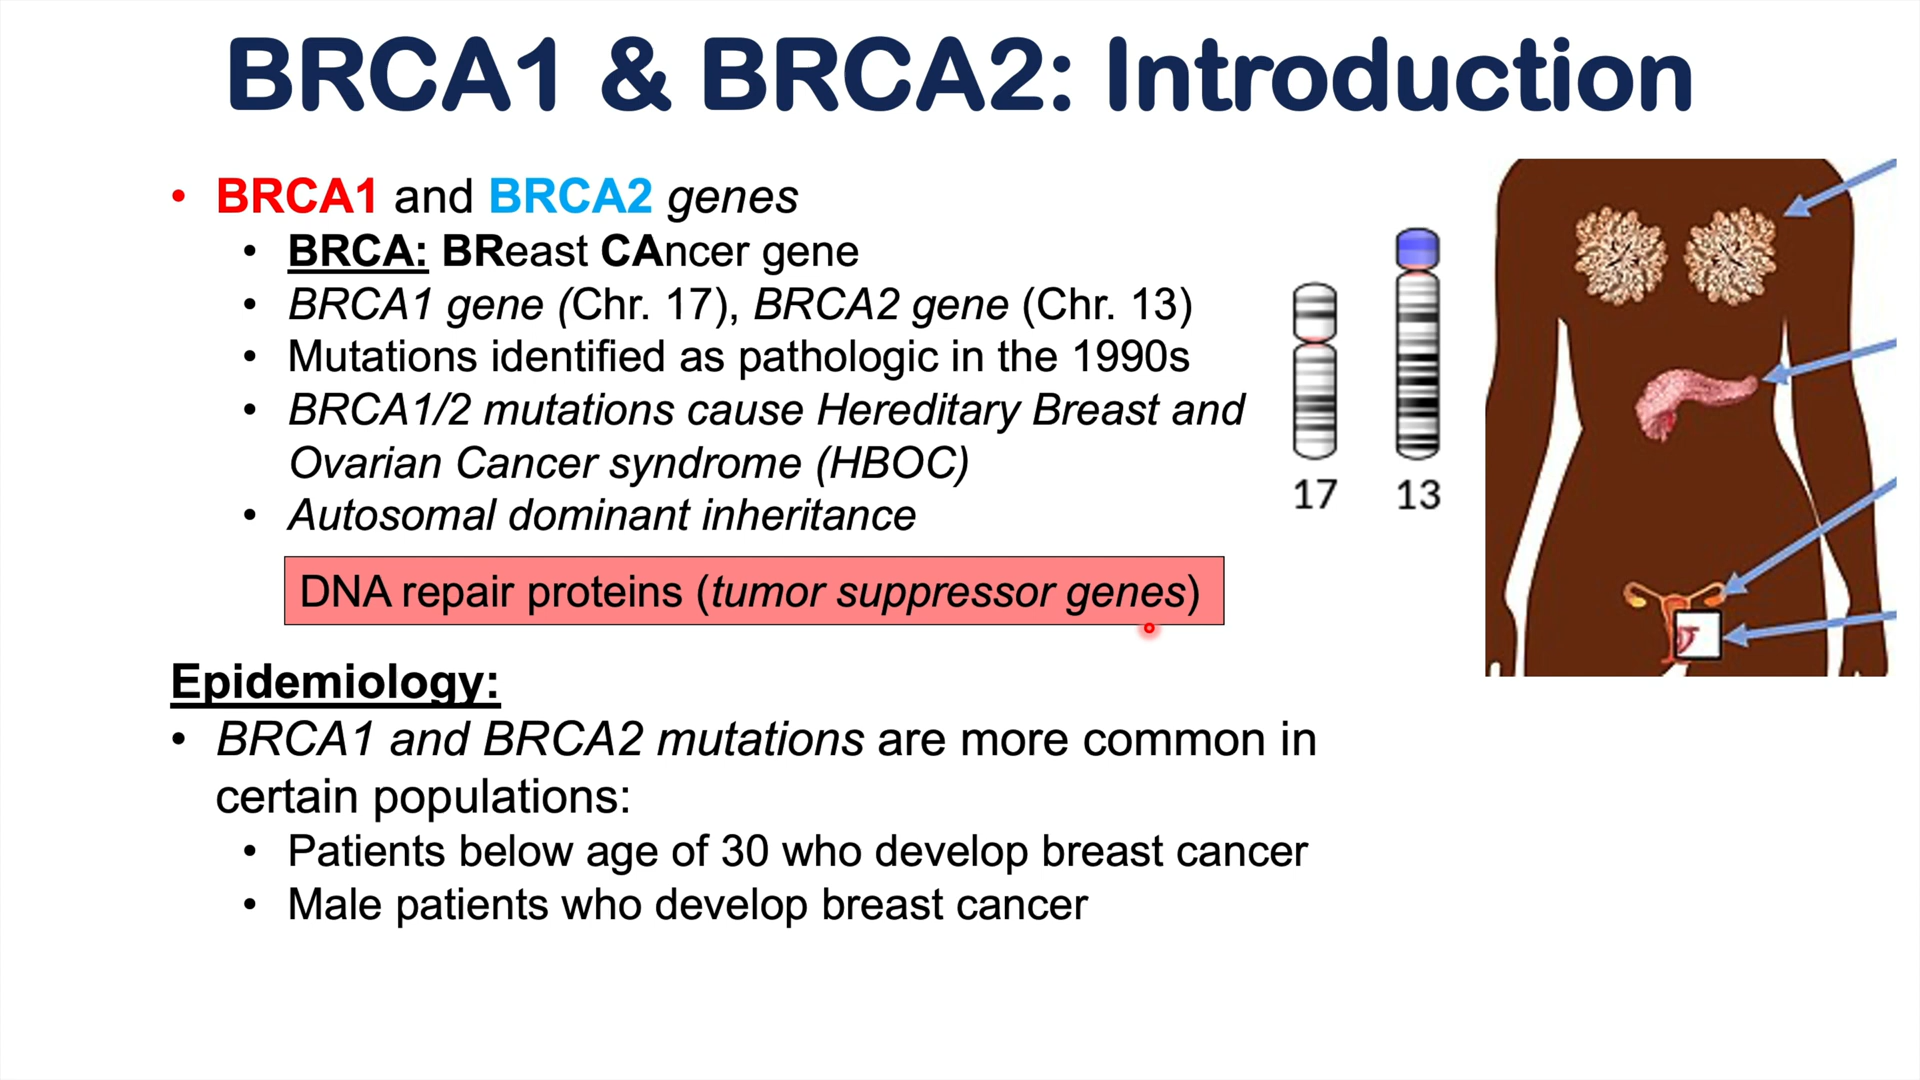 BRCA1 & BRCA2: Introduction
• BRCA1 and BRCA2 genes
• BRCA: BReast CAncer gene
• BRCA1 gene (Chr. 17), BRCA2 gene (Chr. 13)
• Mutations identified as pathologic in the 1990s
• BRCA1/2 mutations cause Hereditary Breast and
Ovarian Cancer syndrome (HBOC)
• Autosomal dominant inheritance
DNA repair proteins (tumor suppressor genes)
17 13
Epidemiology:
• BRCA1 and BRCA2 mutations are more common in
certain populations:
• Patients below age of 30 who develop breast cancer
• Male patients who develop breast cancer